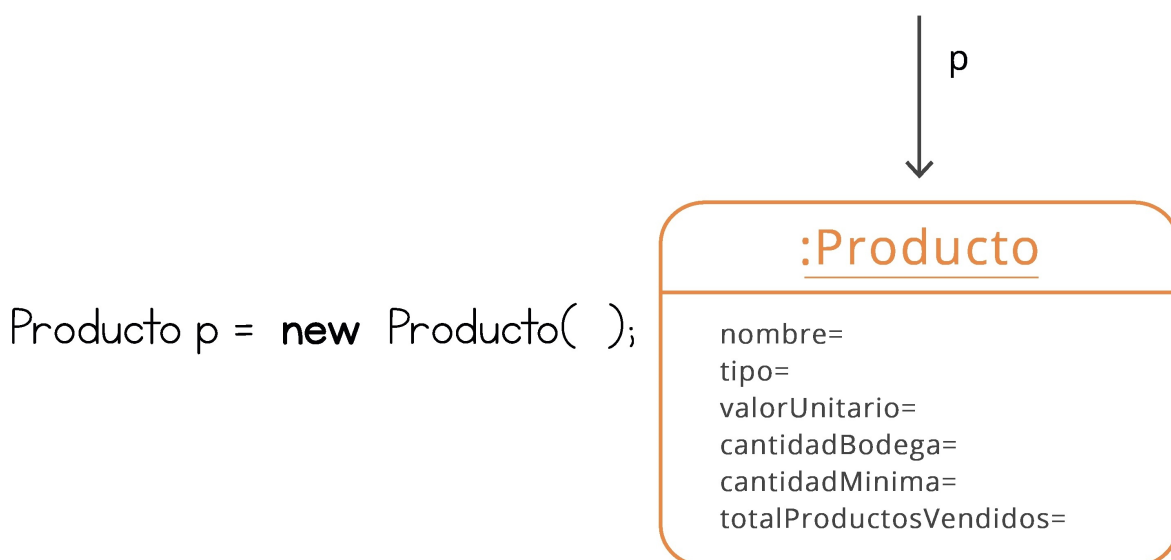 p
:Producto
Producto p = new Producto( );
nombre=
tipo=
valorUnitario=
cantidadBodega=
cantidadMinima=
totalProductosVendidos=